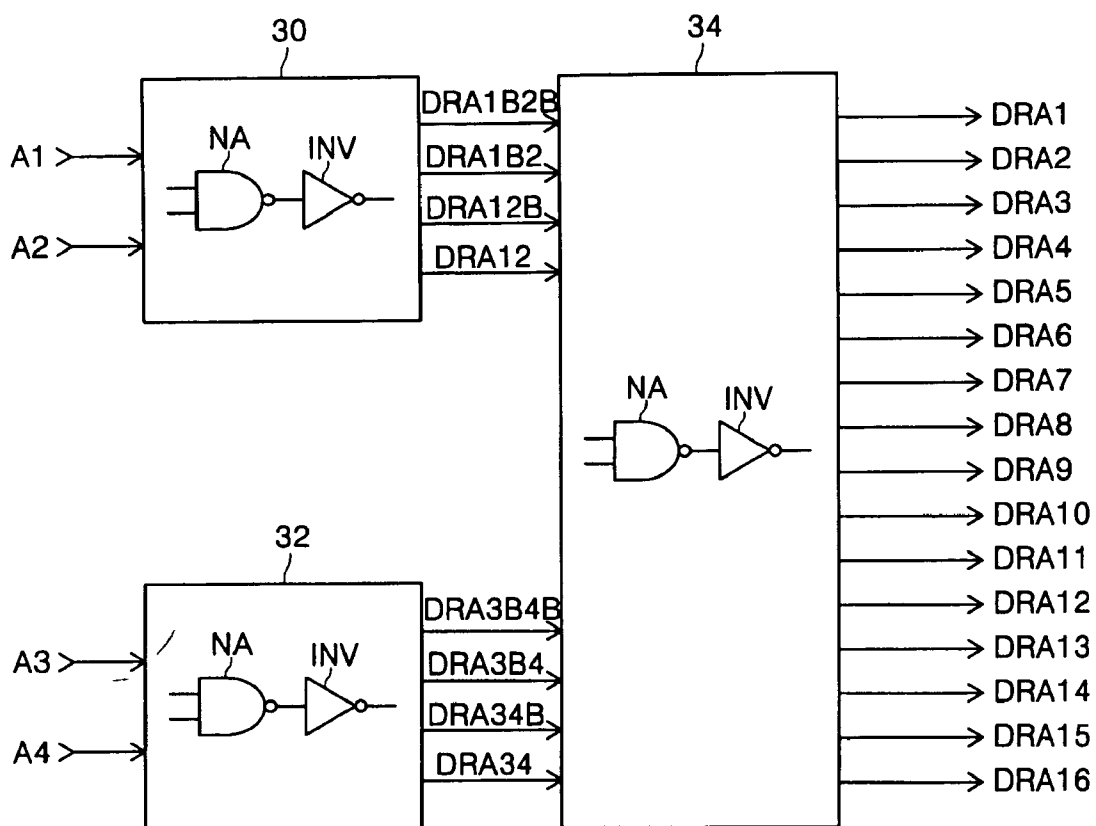 30
34
A1
A2
NA
INV
DRA1B2B
DRA1B2
DRA12B
DRA12
NA
INV
32
A3
A4
NA
INV
DRA3B4B
DRA3B4
DRA34B
DRA34
DRA1
DRA2
DRA3
DRA4
DRA5
DRA6
DRA7
DRA8
DRA9
DRA10
DRA11
DRA12
DRA13
DRA14
DRA15
DRA16